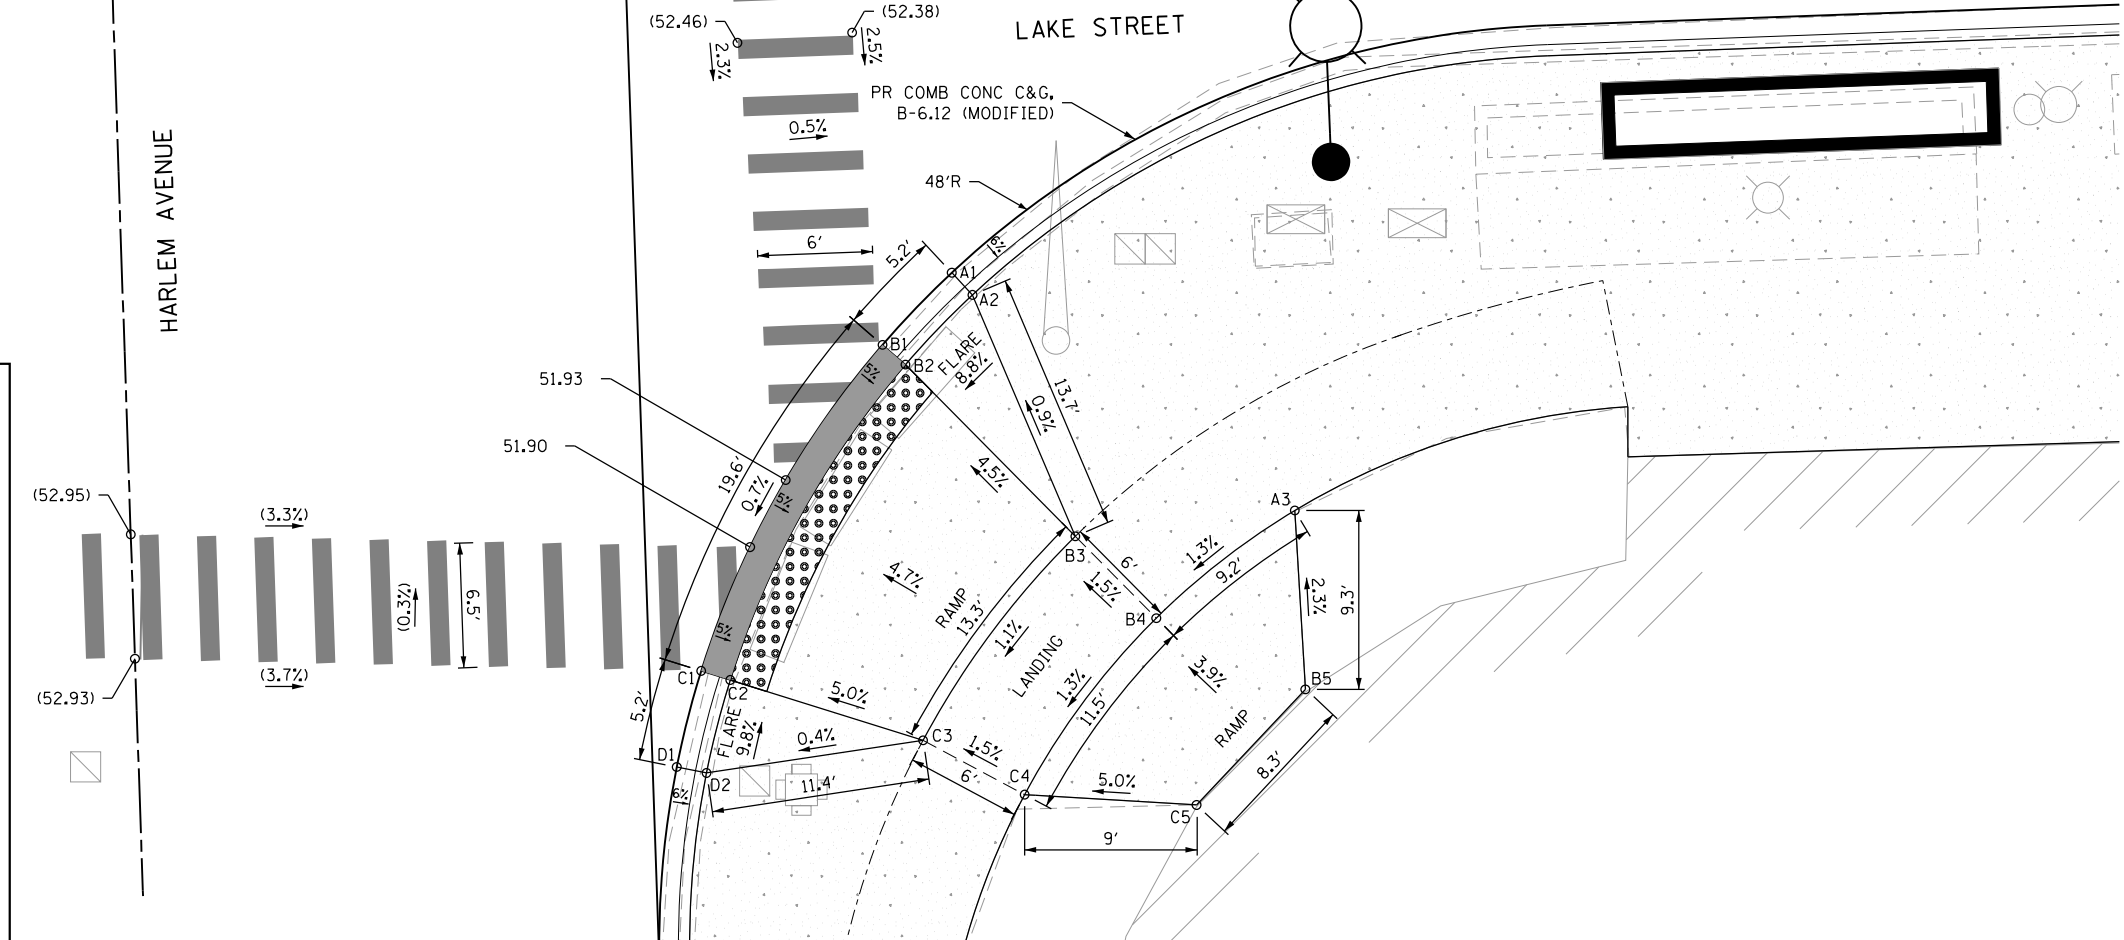 (52.46)
(52.38)
LAKE STREET
2.3%
2.5%
PR COMB CONC C&G,
B-6.12 (MODIFIED)
0.5%
HARLEM AVENUE
48'R
6'
5.2'
6%
A1
A2
B1
B2
5%
FLARE
8.8%
13.7'
0.9%
51.93
51.90
19.6'
0.7%
5%
4.5%
A3
(52.95)
(3.3%)
B3
6'
1.5%
1.3%
9.2'
(0.3%)
6.5'
4.7%
RAMP
13.3'
1.1%
2.3%
9.3'
B4
5%
LANDING
1.3%
11.5'
3.9%
B5
(3.7%)
(52.93)
C1
C2
5.2'
FLARE
9.8%
5.0%
0.4%
C3
1.5%
6'
RAMP
8.3'
D1
D2
6%
11.4'
C4
5.0%
C5
9'